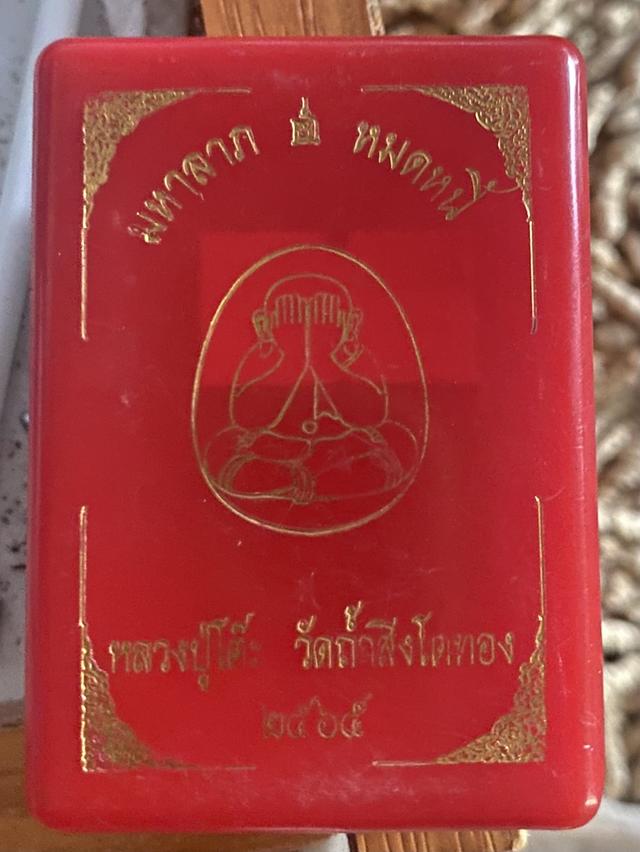 มหาลาภ หมดหนี้
หลวงปู่โต๊ะ วัดถ้ำสิงโตทอง
๒๕๖๕